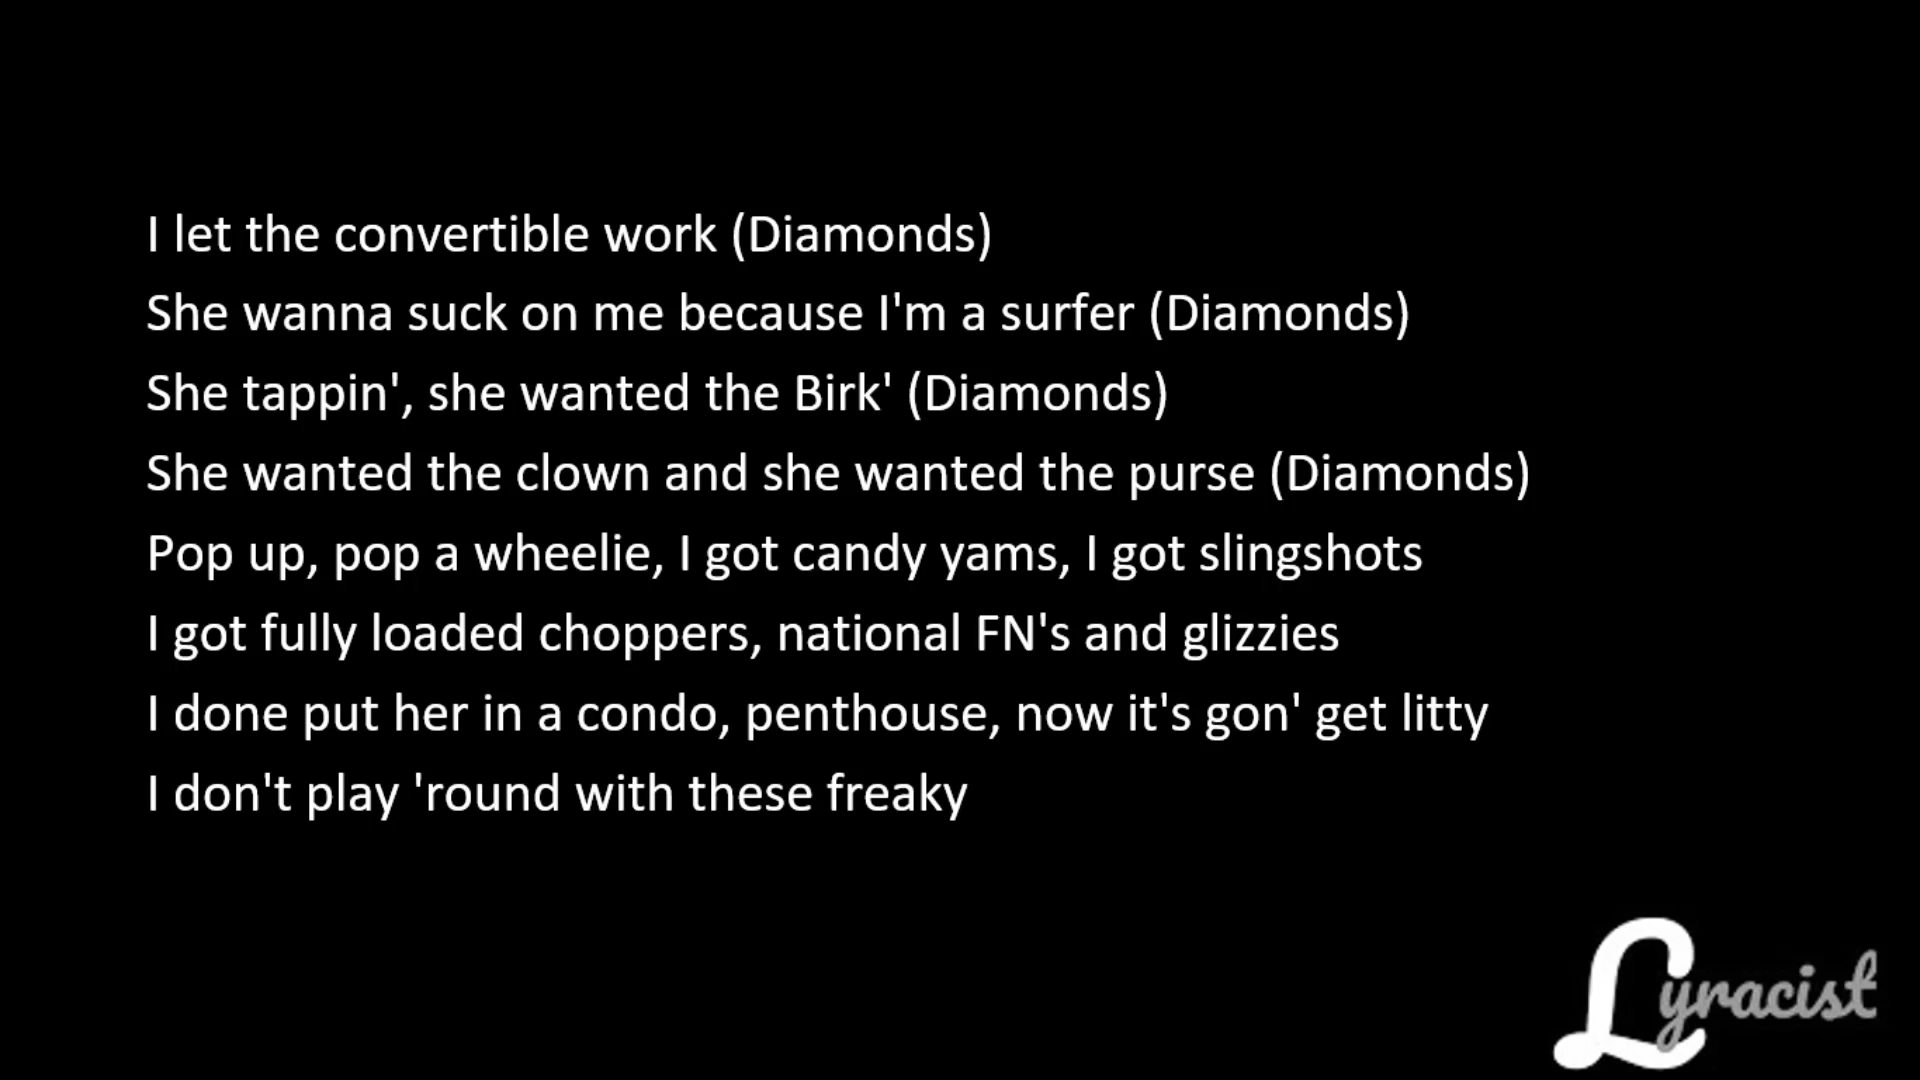 I let the convertible work (Diamonds)
She wanna suck on me because I'm a surfer (Diamonds)
She tappin', she wanted the Birk' (Diamonds)
She wanted the clown and she wanted the purse (Diamonds)
Pop up, pop a wheelie, I got candy yams, I got slingshots
I got fully loaded choppers, national FN's and glizzies
I done put her in a condo, penthouse, now it's gon' get litty
I don't play 'round with these freaky
Lyracist